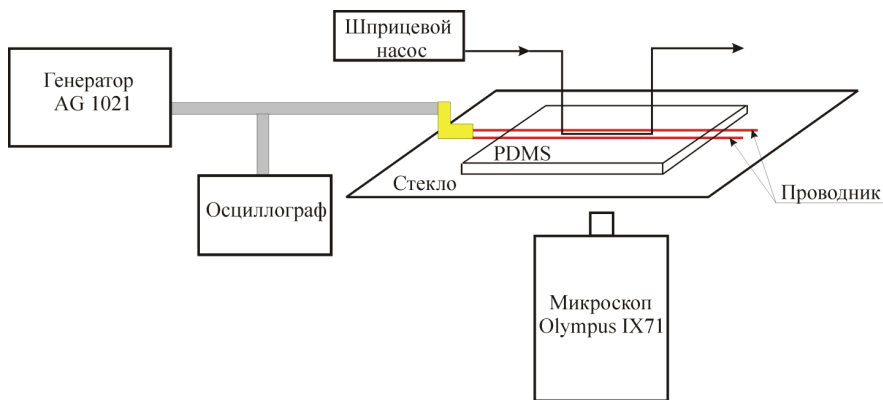 Шприцевой
насос
Генератор
AG 1021
PDMS
Стекло
Проводник
Осциллограф
Микроскоп
Olympus IX71